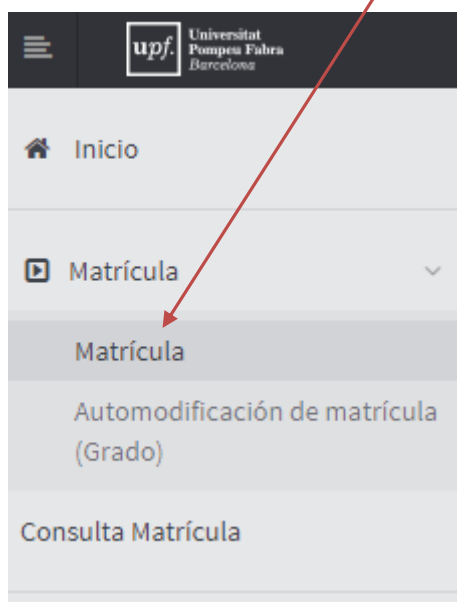 upf.
Universitat
Pompeu Fabra
Barcelona
Inicio
Matrícula
Matrícula
Automodificación de matrícula
(Grado)
Consulta Matrícula